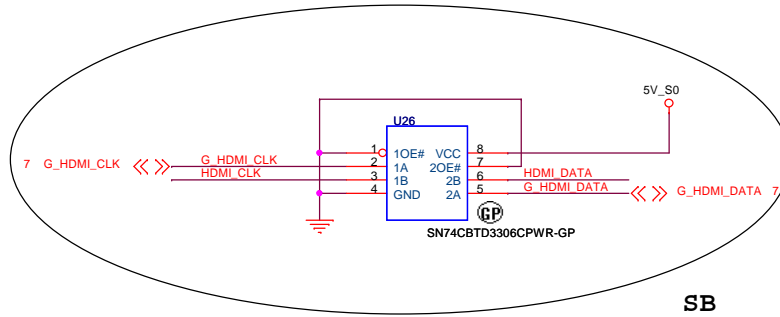 5V_S0
U26
1 1OE# VCC 8
7 G_HDMI_CLK G_HDMI_CLK 2 1A 2OE# 7
HDMI_CLK 3 1B 2B 6 HDMI_DATA
4 GND 2A 5 G_HDMI_DATA G_HDMI_DATA 7
GP
SN74CBTD3306CPWR-GP
SB